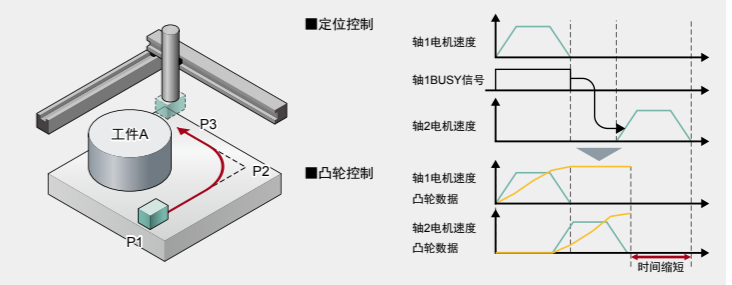 ■定位控制
轴1电机速度
轴1BUSY信号
轴2电机速度
工件A
P3
P2
P1
■凸轮控制
轴1电机速度
凸轮数据
轴2电机速度
凸轮数据
时间缩短